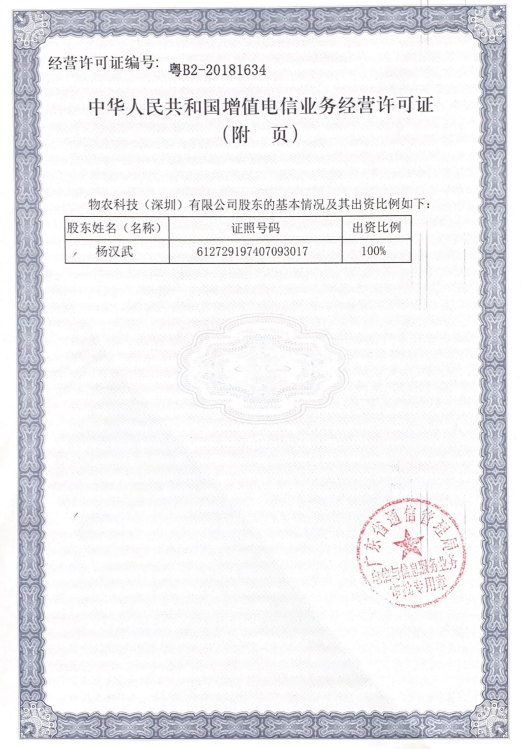 经营许可证编号: 粤B2-20181634
中华人民共和国增值电信业务经营许可证
（附　页）
物农科技（深圳）有限公司股东的基本情况及其出资比例如下：
股东姓名（名称） 证照号码 出资比例
杨汉武 612729197407093017 100%
广东省通信管理局
电信与信息服务业务
审批专用章